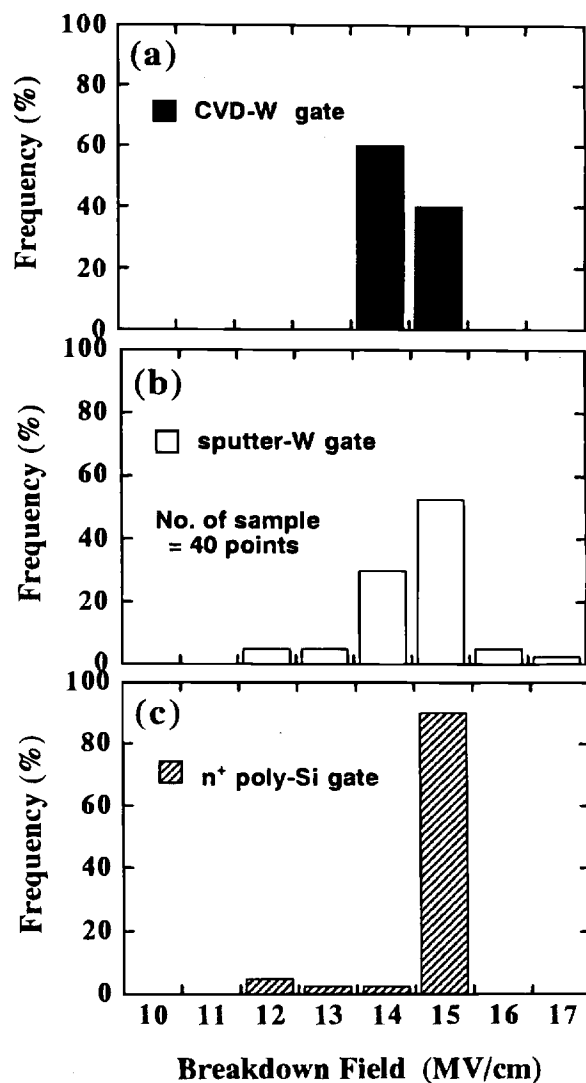 100
(a)
80
CVD-W gate
60
40
20
0
Frequency (%)
100
(b)
80
sputter-W gate
60
No. of sample
= 40 points
40
20
0
Frequency (%)
100
(c)
80
n⁺ poly-Si gate
60
40
20
0
Frequency (%)
10 11 12 13 14 15 16 17
Breakdown Field (MV/cm)